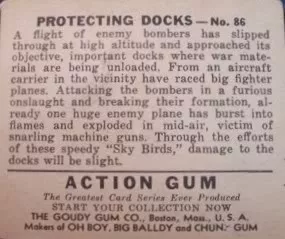 PROTECTING DOCKS — No. 86
A flight of enemy bombers has slipped
through at high altitude and approached its
objective, important docks where war mate-
rials are being unloaded. From an aircraft
carrier in the vicinity have raced big fighter
planes. Attacking the bombers in a furious
onslaught and breaking their formation, al-
ready one huge enemy plane has burst into
flames and exploded in mid-air, victim of
snarling machine guns. Through the efforts
of these speedy "Sky Birds," damage to the
docks will be slight.
ACTION GUM
The Greatest Card Series Ever Produced
START YOUR COLLECTION NOW
THE GOUDY GUM CO., Boston, Mass., U. S. A.
Makers of OH BOY, BIG BALLDY and CHUN- GUM